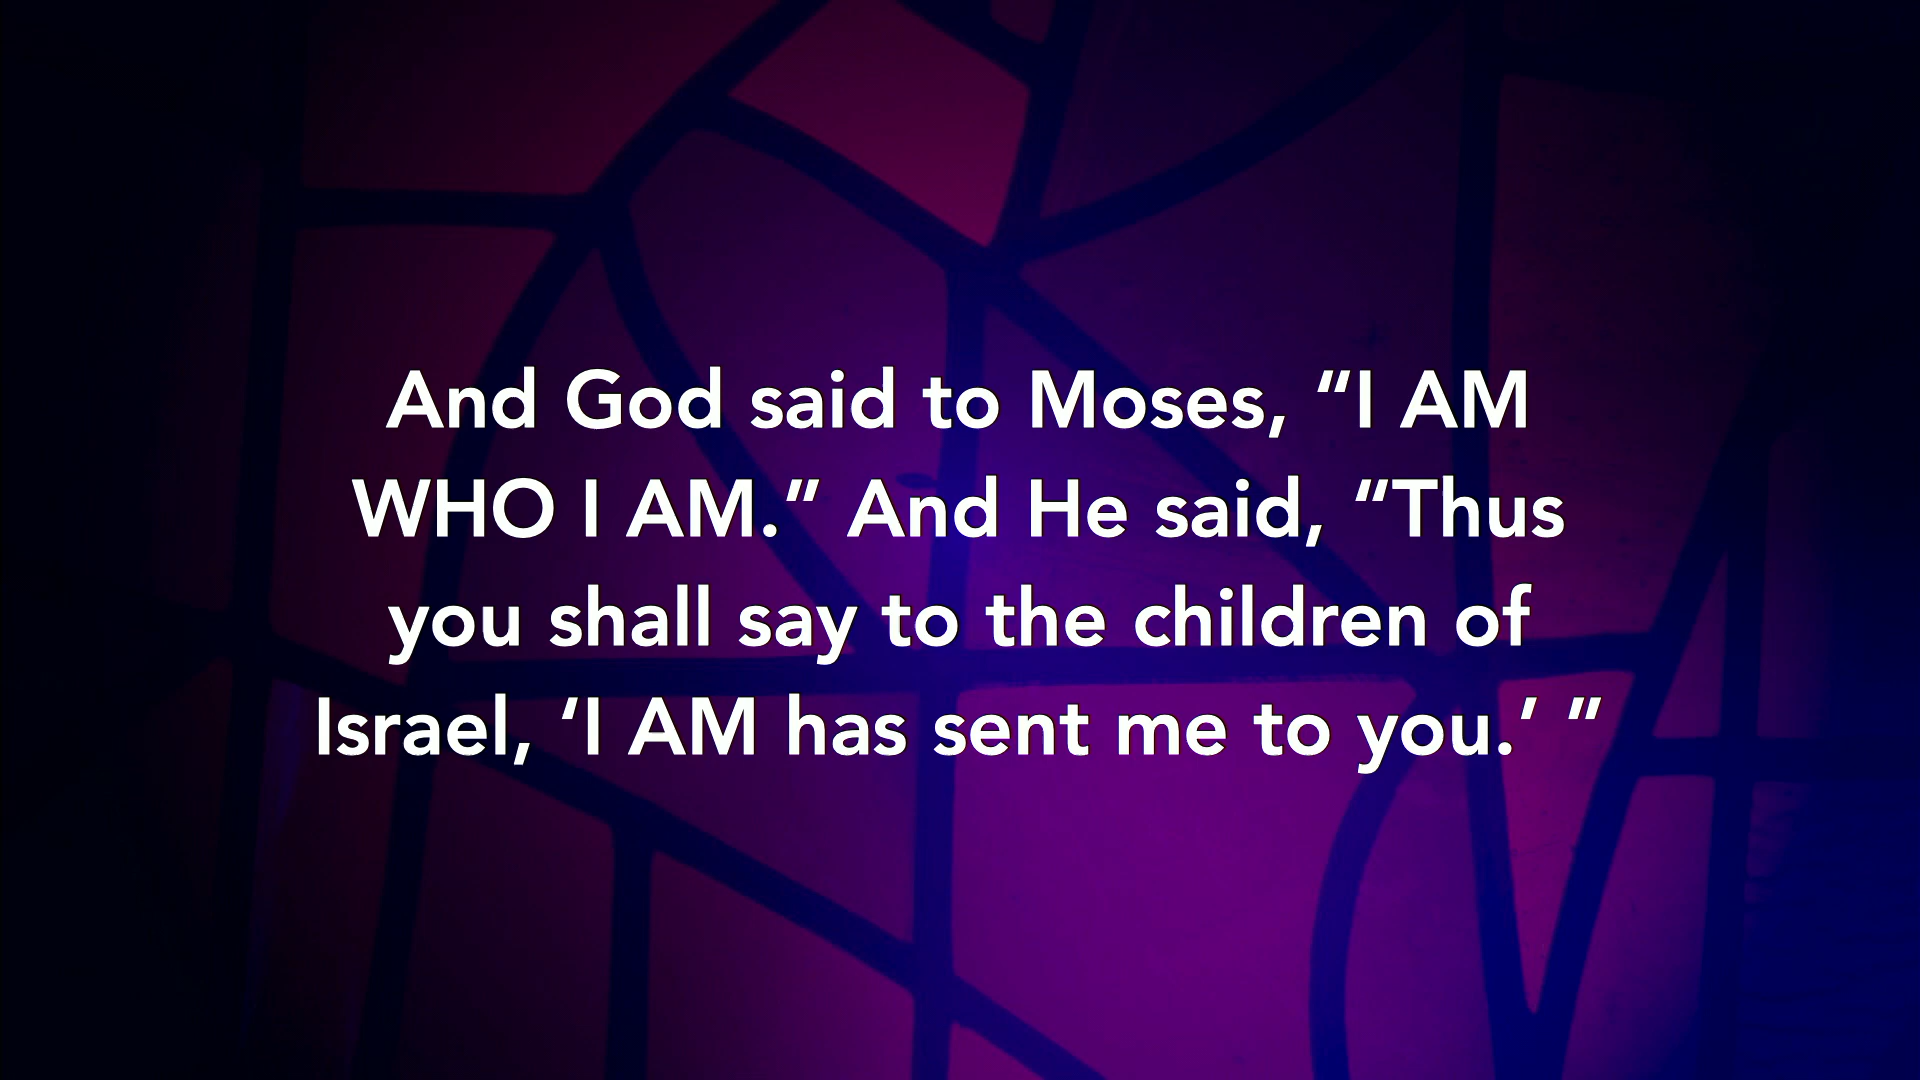 And God said to Moses, “I AM
WHO I AM.” And He said, “Thus
you shall say to the children of
Israel, ‘I AM has sent me to you.’ ”